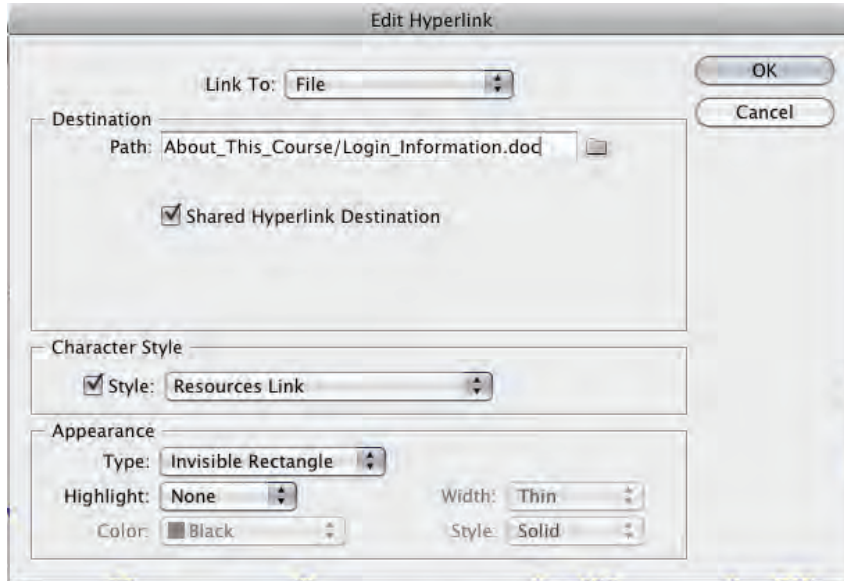 Edit Hyperlink
Link To: File
OK
Cancel
Destination
Path: About_This_Course/Login_Information.doc
Shared Hyperlink Destination
Character Style
Style: Resources Link
Appearance
Type: Invisible Rectangle
Highlight: None
Width: Thin
Color: Black
Style: Solid